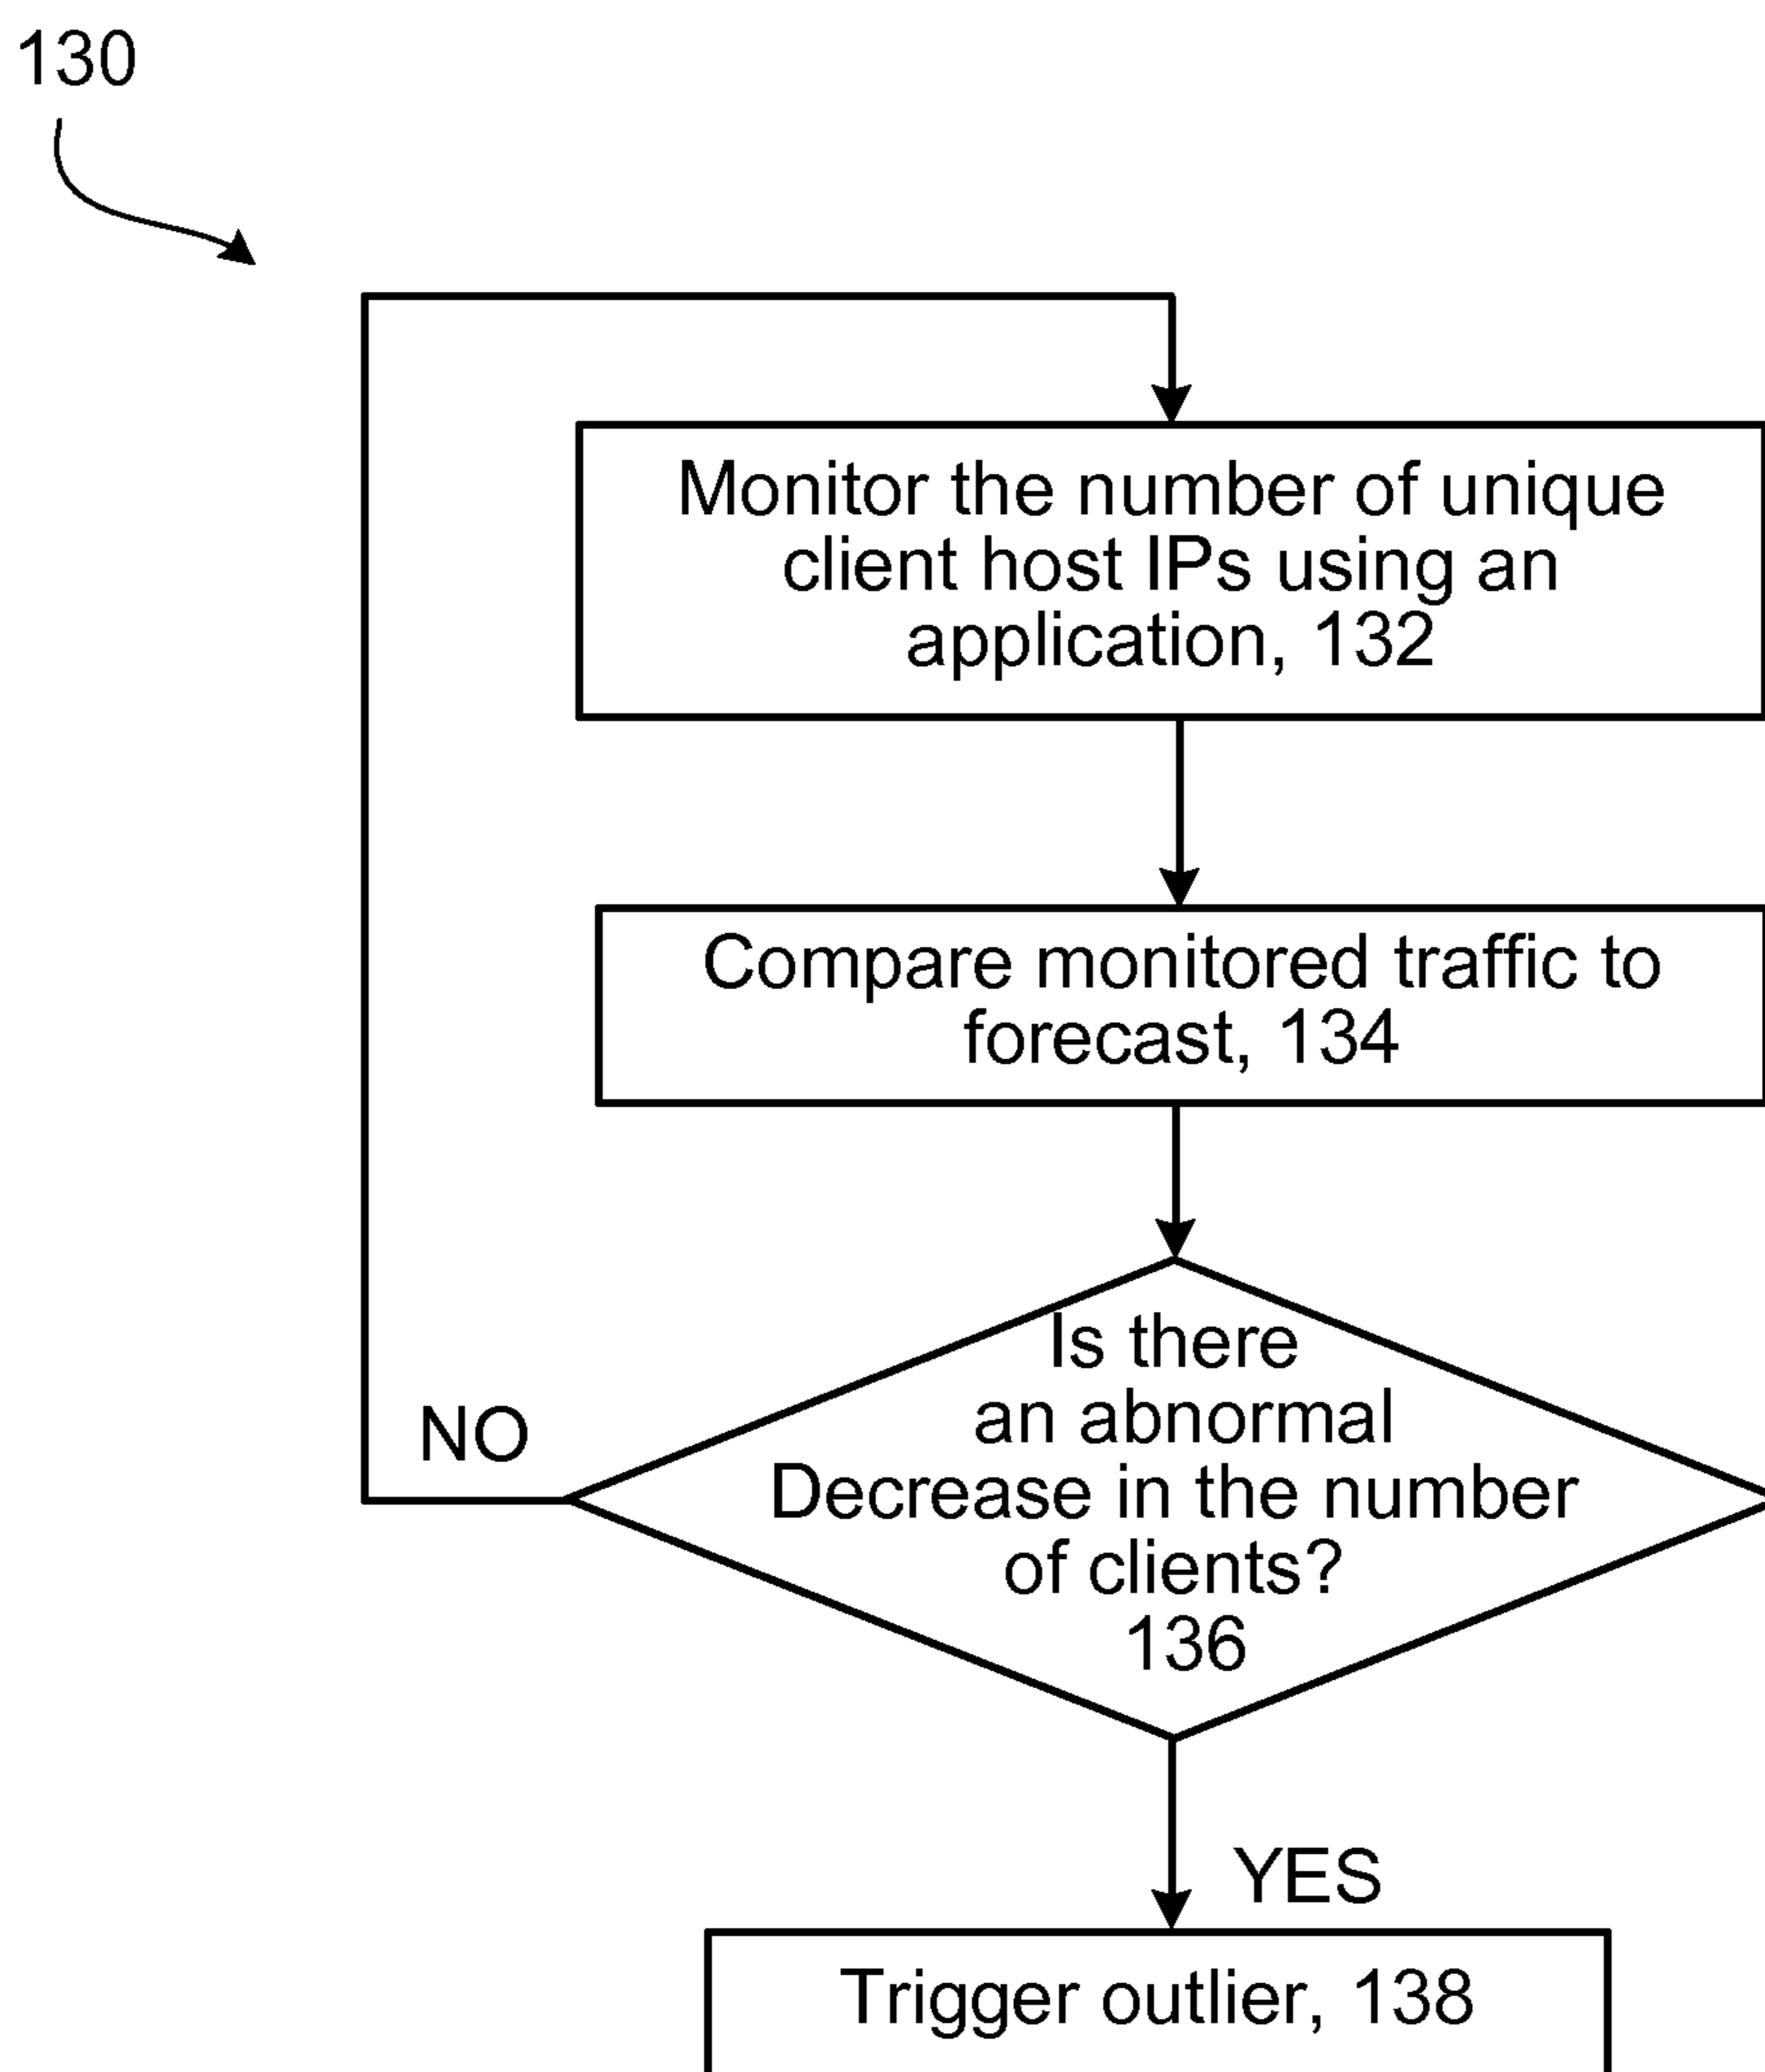 130
Monitor the number of unique
client host IPs using an
application, 132
Compare monitored traffic to
forecast, 134
Is there
an abnormal
Decrease in the number
of clients?
136
NO
YES
Trigger outlier, 138